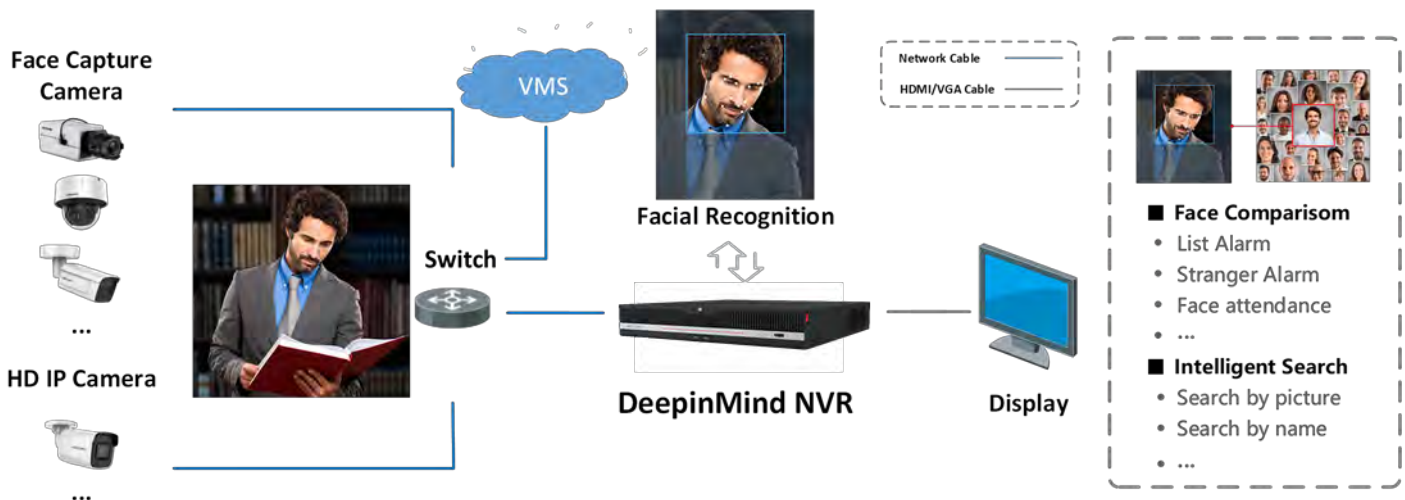 Face Capture
Camera
...
HD IP Camera
...
VMS
Switch
Facial Recognition
DeepinMind NVR
Display
Network Cable
HDMI/VGA Cable
■ Face Comparisom
• List Alarm
• Stranger Alarm
• Face attendance
• ...
■ Intelligent Search
• Search by picture
• Search by name
• ...